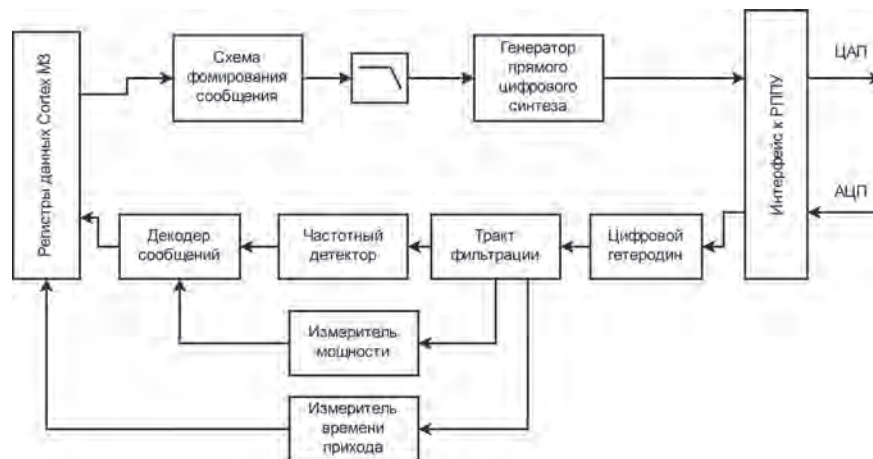 Регистры данных Cortex M3
Схема
фомирования
сообщения
Генератор
прямого
цифрового
синтеза
Интерфейс к РППУ
ЦАП
АЦП
Декодер
сообщений
Частотный
детектор
Тракт
фильтрации
Цифровой
гетеродин
Измеритель
мощности
Измеритель
времени
прихода